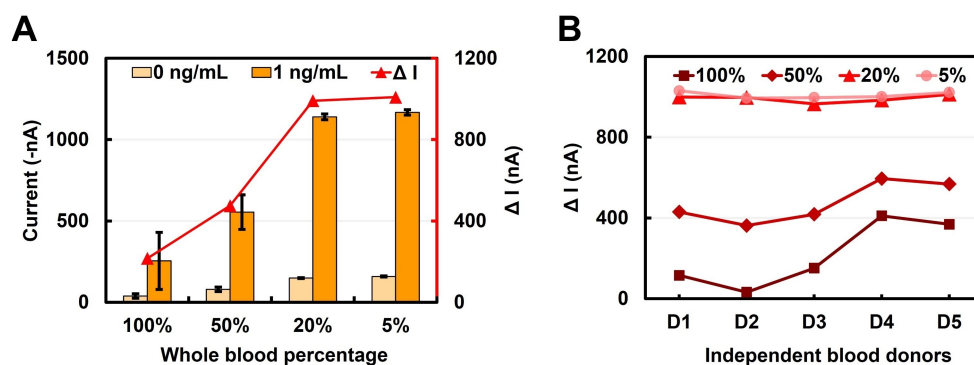 A
0 ng/mL 1 ng/mL Δ I
Current (-nA)
1500
1000
500
0
1200
800
400
0
Δ I (nA)
100% 50% 20% 5%
Whole blood percentage
B
100% 50% 20% 5%
Δ I (nA)
1200
800
400
0
D1 D2 D3 D4 D5
Independent blood donors